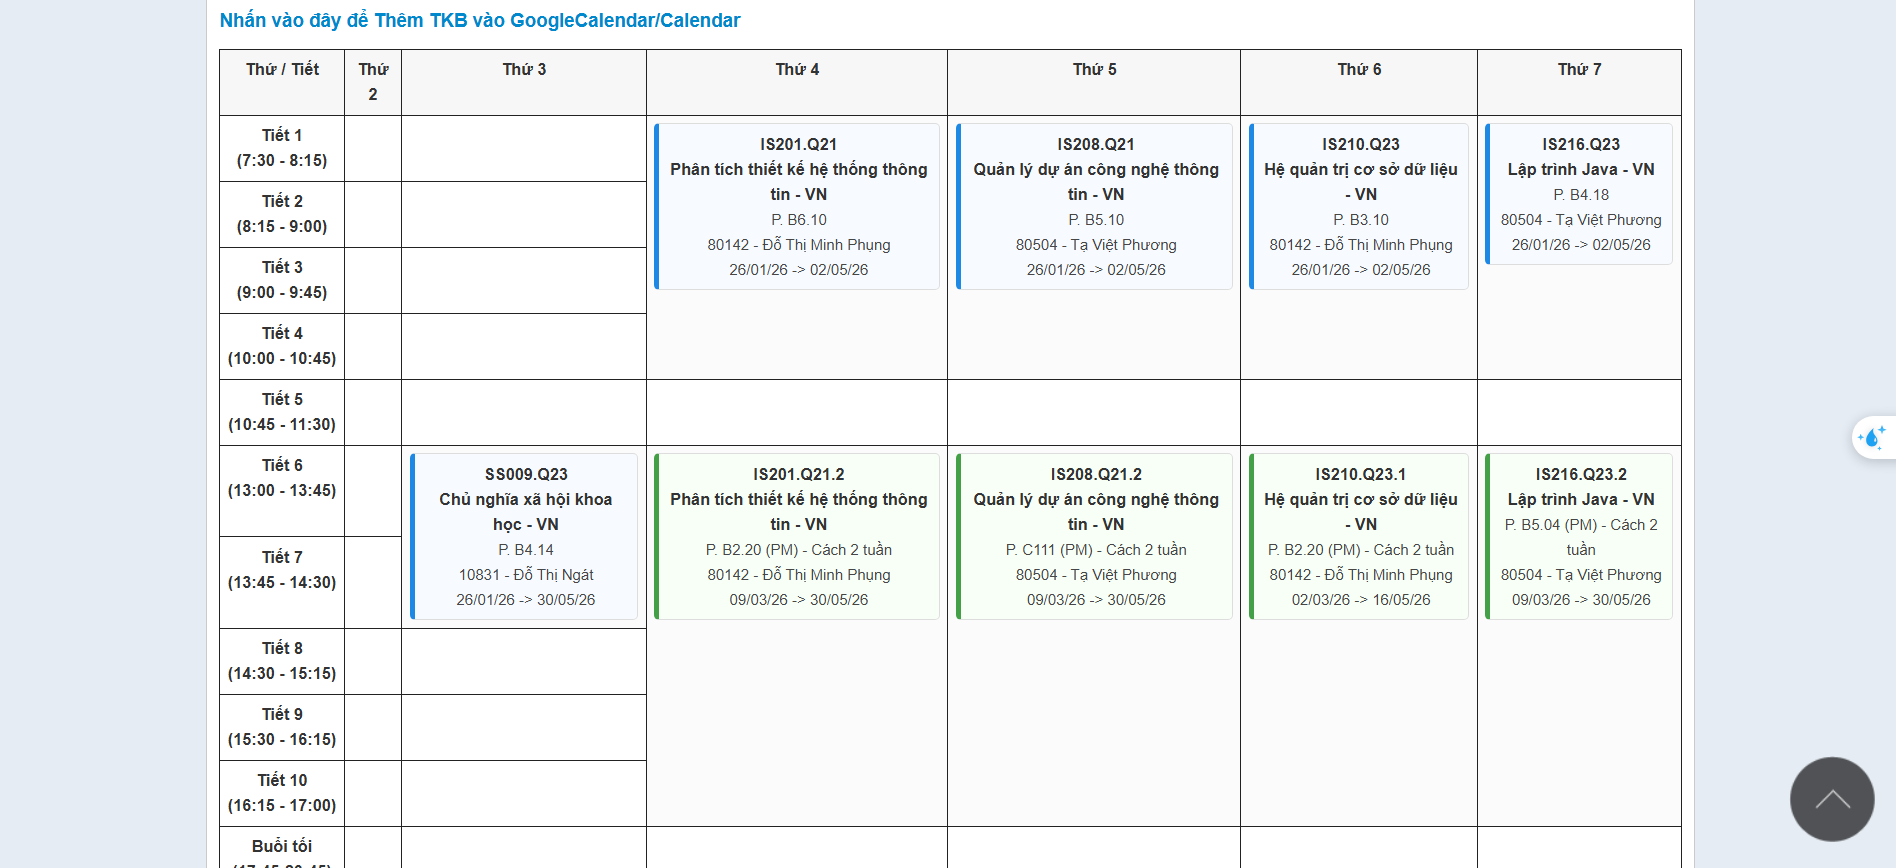 Nhấn vào đây để Thêm TKB vào GoogleCalendar/Calendar
Thứ / Tiết
Thứ
2
Thứ 3
Thứ 4
Thứ 5
Thứ 6
Thứ 7
Tiết 1
(7:30 - 8:15)
IS201.Q21
Phân tích thiết kế hệ thống thông
tin - VN
P. B6.10
80142 - Đỗ Thị Minh Phụng
26/01/26 -> 02/05/26
IS208.Q21
Quản lý dự án công nghệ thông
tin - VN
P. B5.10
80504 - Tạ Việt Phương
26/01/26 -> 02/05/26
IS210.Q23
Hệ quản trị cơ sở dữ liệu
- VN
P. B3.10
80142 - Đỗ Thị Minh Phụng
26/01/26 -> 02/05/26
IS216.Q23
Lập trình Java - VN
P. B4.18
80504 - Tạ Việt Phương
26/01/26 -> 02/05/26
Tiết 2
(8:15 - 9:00)
Tiết 3
(9:00 - 9:45)
Tiết 4
(10:00 - 10:45)
Tiết 5
(10:45 - 11:30)
Tiết 6
(13:00 - 13:45)
SS009.Q23
Chủ nghĩa xã hội khoa
học - VN
P. B4.14
10831 - Đỗ Thị Ngát
26/01/26 -> 30/05/26
IS201.Q21.2
Phân tích thiết kế hệ thống thông
tin - VN
P. B2.20 (PM) - Cách 2 tuần
80142 - Đỗ Thị Minh Phụng
09/03/26 -> 30/05/26
IS208.Q21.2
Quản lý dự án công nghệ thông
tin - VN
P. C111 (PM) - Cách 2 tuần
80504 - Tạ Việt Phương
09/03/26 -> 30/05/26
IS210.Q23.1
Hệ quản trị cơ sở dữ liệu
- VN
P. B2.20 (PM) - Cách 2 tuần
80142 - Đỗ Thị Minh Phụng
02/03/26 -> 16/05/26
IS216.Q23.2
Lập trình Java - VN
P. B5.04 (PM) - Cách 2
tuần
80504 - Tạ Việt Phương
09/03/26 -> 30/05/26
Tiết 7
(13:45 - 14:30)
Tiết 8
(14:30 - 15:15)
Tiết 9
(15:30 - 16:15)
Tiết 10
(16:15 - 17:00)
Buổi tối